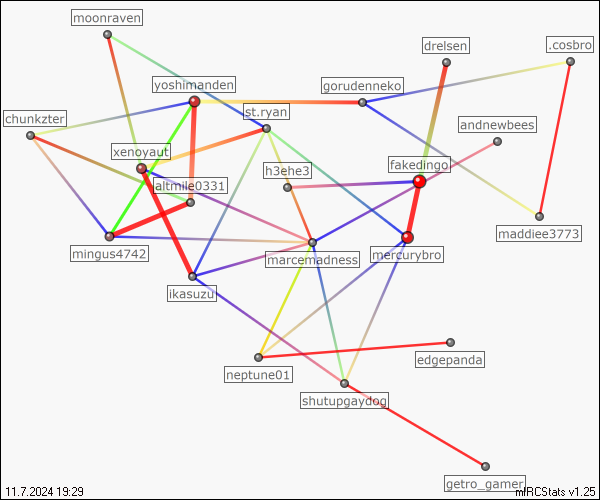 moonraven
drelsen
.cosbro
yoshimanden
gorudenneko
st.ryan
chunkzter
andnewbees
xenoyaut
fakedingo
h3ehe3
altmile0331
maddiee3773
mingus4742
mercurybro
marcemadness
ikasuzu
edgepanda
neptune01
shutupgaydog
getro_gamer
11.7.2024 19:29
mIRCStats v1.25